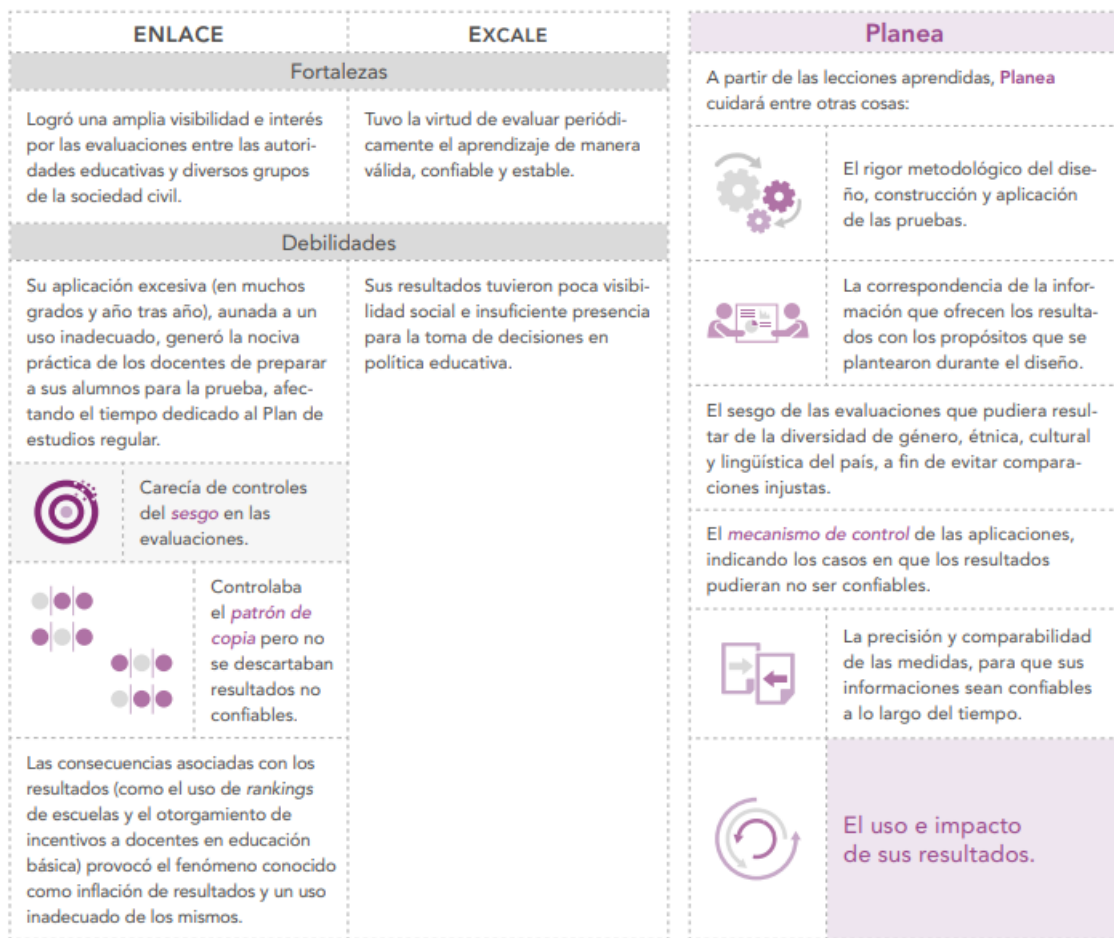 ENLACE
EXCALE
Fortalezas
Logró una amplia visibilidad e interés
por las evaluaciones entre las autori-
dades educativas y diversos grupos
de la sociedad civil.
Tuvo la virtud de evaluar periódi-
camente el aprendizaje de manera
válida, confiable y estable.
Debilidades
Su aplicación excesiva (en muchos
grados y año tras año), aunada a un
uso inadecuado, generó la nociva
práctica de los docentes de preparar
a sus alumnos para la prueba, afec-
tando el tiempo dedicado al Plan de
estudios regular.
Sus resultados tuvieron poca visibi-
lidad social e insuficiente presencia
para la toma de decisiones en
política educativa.
Carecía de controles
del sesgo en las
evaluaciones.
Controlaba
el patrón de
copia pero no
se descartaban
resultados no
confiables.
Las consecuencias asociadas con los
resultados (como el uso de rankings
de escuelas y el otorgamiento de
incentivos a docentes en educación
básica) provocó el fenómeno conocido
como inflación de resultados y un uso
inadecuado de los mismos.
Planea
A partir de las lecciones aprendidas, Planea
cuidará entre otras cosas:
El rigor metodológico del dise-
ño, construcción y aplicación
de las pruebas.
La correspondencia de la infor-
mación que ofrecen los resulta-
dos con los propósitos que se
plantearon durante el diseño.
El sesgo de las evaluaciones que pudiera resul-
tar de la diversidad de género, étnica, cultural
y lingüística del país, a fin de evitar compara-
ciones injustas.
El mecanismo de control de las aplicaciones,
indicando los casos en que los resultados
pudieran no ser confiables.
La precisión y comparabilidad
de las medidas, para que sus
informaciones sean confiables
a lo largo del tiempo.
El uso e impacto
de sus resultados.